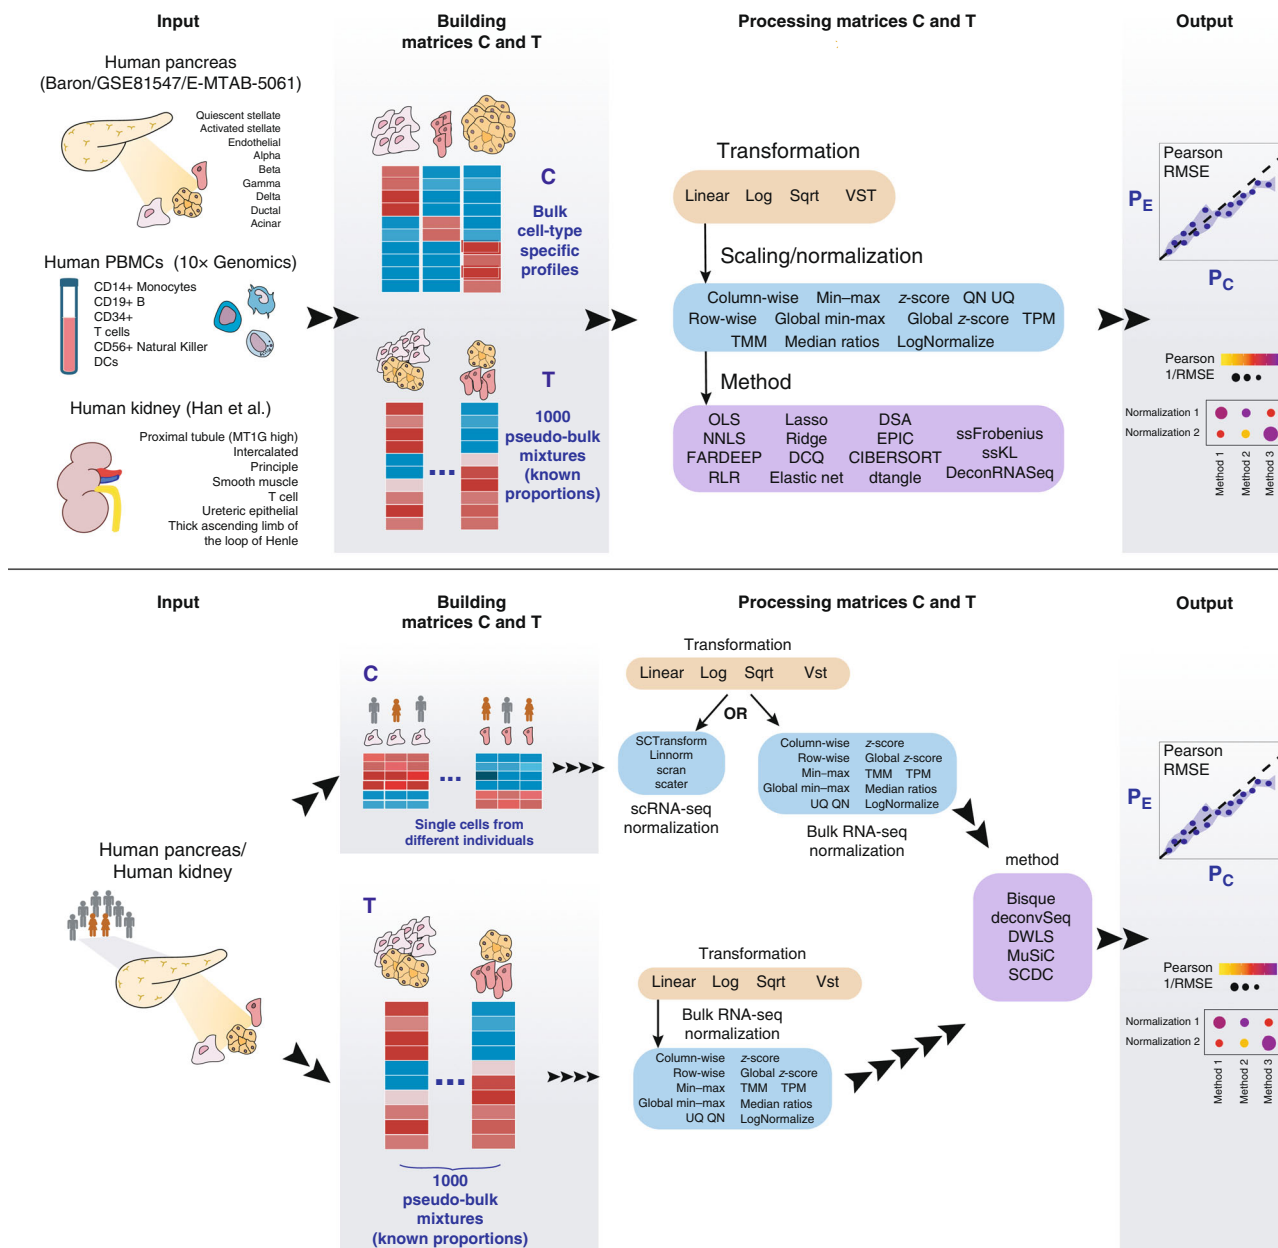 Input
Building
matrices C and T
Processing matrices C and T
Output
Human pancreas
(Baron/GSE81547/E-MTAB-5061)
Quiescent stellate
Activated stellate
Endothelial
Alpha
Beta
Gamma
Delta
Ductal
Acinar
Human PBMCs (10× Genomics)
CD14+ Monocytes
CD19+ B
CD34+
T cells
CD56+ Natural Killer
DCs
Human kidney (Han et al.)
Proximal tubule (MT1G high)
Intercalated
Principle
Smooth muscle
T cell
Ureteric epithelial
Thick ascending limb of
the loop of Henle
C
Bulk
cell-type
specific
profiles
T
1000
pseudo-bulk
mixtures
(known
proportions)
...
Transformation
Linear Log Sqrt VST
Scaling/normalization
Column-wise Min–max z-score QN UQ
Row-wise Global min-max Global z-score TPM
TMM Median ratios LogNormalize
Method
OLS Lasso DSA
NNLS Ridge EPIC ssFrobenius
FARDEEP DCQ CIBERSORT ssKL
RLR Elastic net dtangle DeconRNASeq
Pearson
RMSE
PE
PC
Pearson
1/RMSE
Normalization 1
Normalization 2
Method 1
Method 2
Method 3
Input
Building
matrices C and T
Processing matrices C and T
Output
Human pancreas/
Human kidney
C
...
Single cells from
different individuals
T
...
1000
pseudo-bulk
mixtures
(known proportions)
Transformation
Linear Log Sqrt Vst
OR
SCTransform
Linnorm
scran
scater
scRNA-seq
normalization
Column-wise z-score
Row-wise Global z-score
Min–max TMM TPM
Global min–max Median ratios
UQ QN LogNormalize
Bulk RNA-seq
normalization
Transformation
Linear Log Sqrt Vst
Bulk RNA-seq
normalization
Column-wise z-score
Row-wise Global z-score
Min–max TMM TPM
Global min–max Median ratios
UQ QN LogNormalize
method
Bisque
deconvSeq
DWLS
MuSiC
SCDC
Pearson
RMSE
PE
PC
Pearson
1/RMSE
Normalization 1
Normalization 2
Method 1
Method 2
Method 3